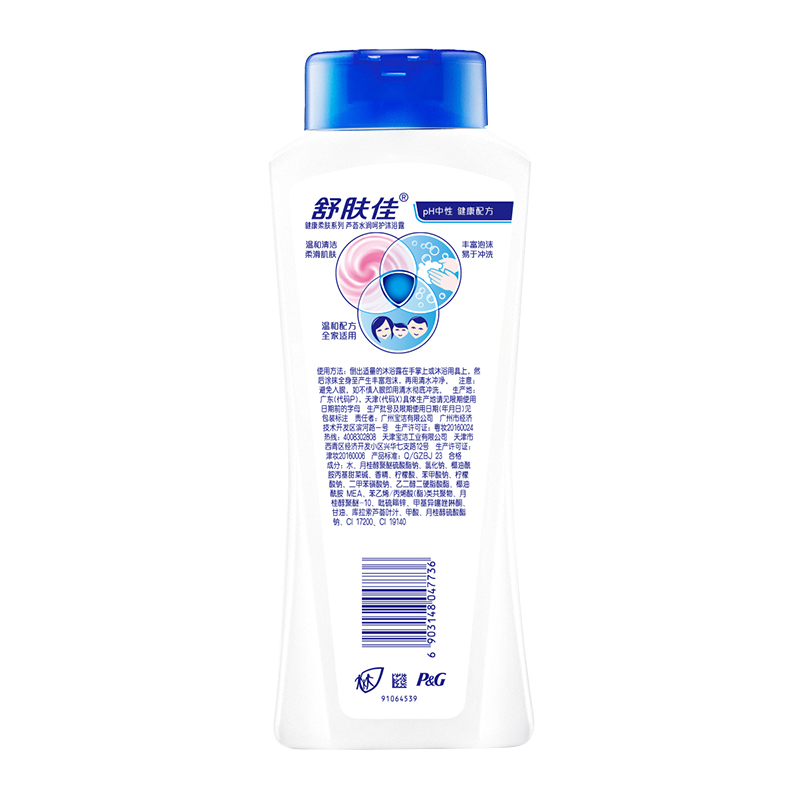 舒肤佳®
pH中性 健康配方
健康柔肤系列 芦荟水润呵护沐浴露
温和清洁
柔滑肌肤
丰富泡沫
易于冲洗
温和配方
全家适用
使用方法：倒出适量的沐浴露在手掌上或沐浴用具上，然
后涂抹全身至产生丰富泡沫，再用清水冲净。 注意：
避免入眼，如不慎入眼即用清水彻底冲洗。 生产地：
广东(代码P)，天津(代码X)具体生产地请见限期使用
日期前的字母 生产批号及限期使用日期(年月日)见
包装标注 责任者：广州宝洁有限公司 广州市经济
技术开发区滨河路一号 生产许可证：粤妆20160024
热线：4008302808 天津宝洁工业有限公司 天津市
西青区经济开发小区兴华七支路12号 生产许可证：
津妆20160006 产品标准：Q/GZBJ 23 合格
成分：水、月桂醇聚醚硫酸酯钠、氯化钠、椰油酰
胺丙基甜菜碱、香精、柠檬酸、苯甲酸钠、柠檬
酸钠、二甲苯磺酸钠、乙二醇二硬脂酸酯、椰油
酰胺 MEA、苯乙烯/丙烯酸(酯)类共聚物、月
桂醇聚醚-10、吡硫鎓锌、甲基异噻唑啉酮、
甘油、库拉索芦荟叶汁、甲酸、月桂醇硫酸酯
钠、CI 17200、CI 19140
6 903148 047736
P&G
91064539